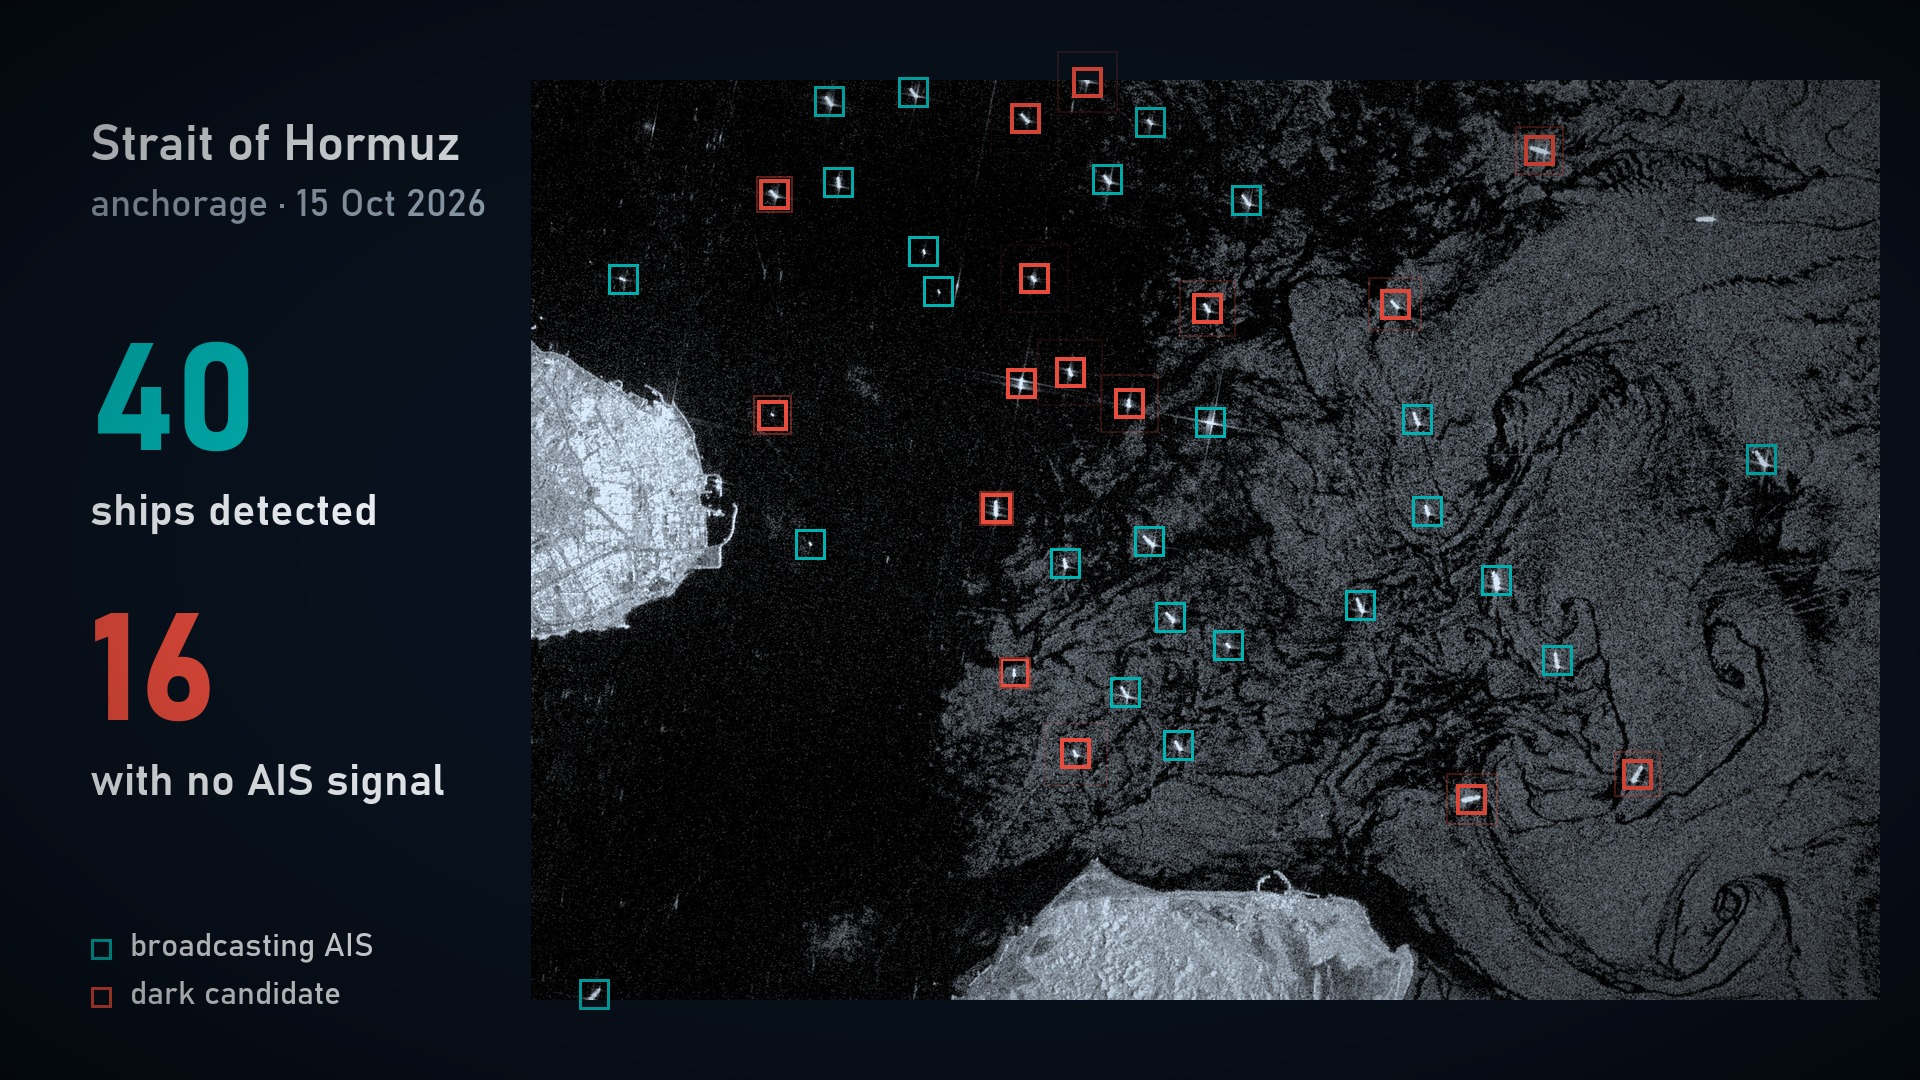 Strait of Hormuz
anchorage · 15 Oct 2026
40
ships detected
16
with no AIS signal
broadcasting AIS
dark candidate